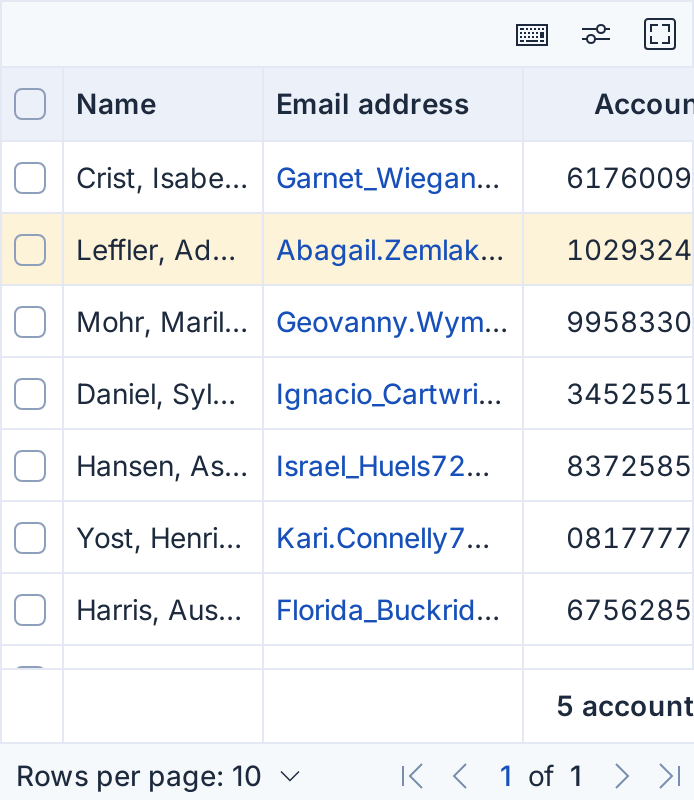 Name Email address Accoun
Crist, Isabe... Garnet_Wiegan... 6176009
Leffler, Ad... Abagail.Zemlak... 1029324
Mohr, Maril... Geovanny.Wym... 9958330
Daniel, Syl... Ignacio_Cartwri... 3452551
Hansen, As... Israel_Huels72... 8372585
Yost, Henri... Kari.Connelly7... 0817777
Harris, Aus... Florida_Buckrid... 6756285
5 account
Rows per page: 10 1 of 1